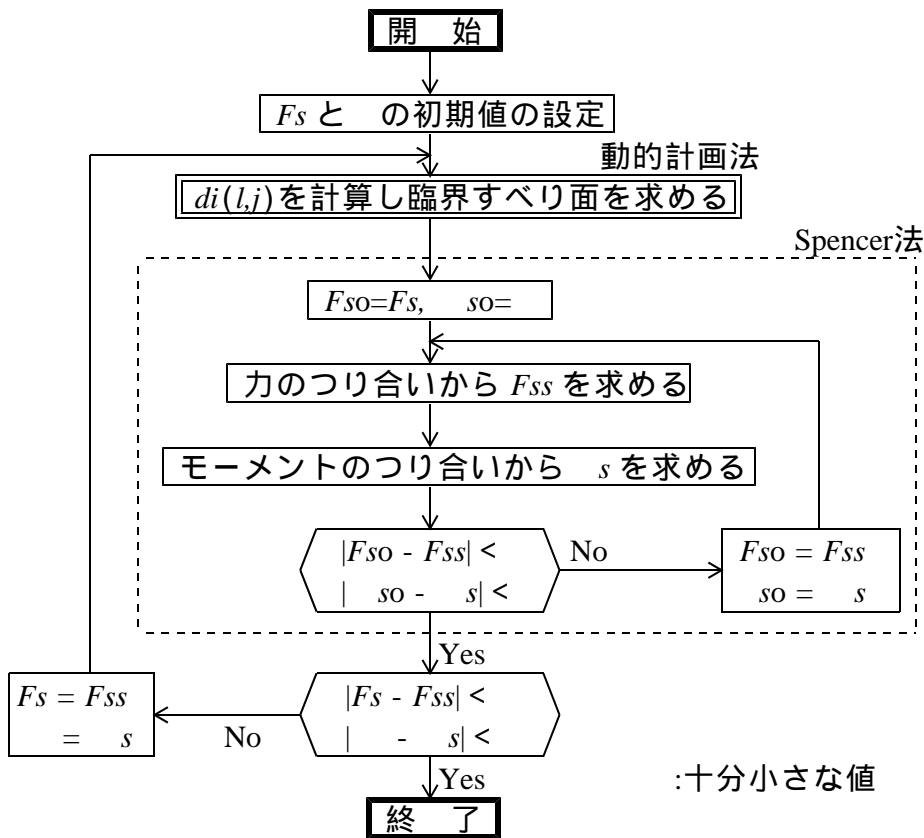 開 始
Fs と の初期値の設定
動的計画法
di(l,j)を計算し臨界すべり面を求める
Spencer法
Fso=Fs, so=
力のつり合いから Fss を求める
モーメントのつり合いから s を求める
|Fso - Fss| <
| so - s| <
No
Fso = Fss
so = s
Yes
|Fs - Fss| <
| - s| <
No
Fs = Fss
= s
Yes
:十分小さな値
終 了